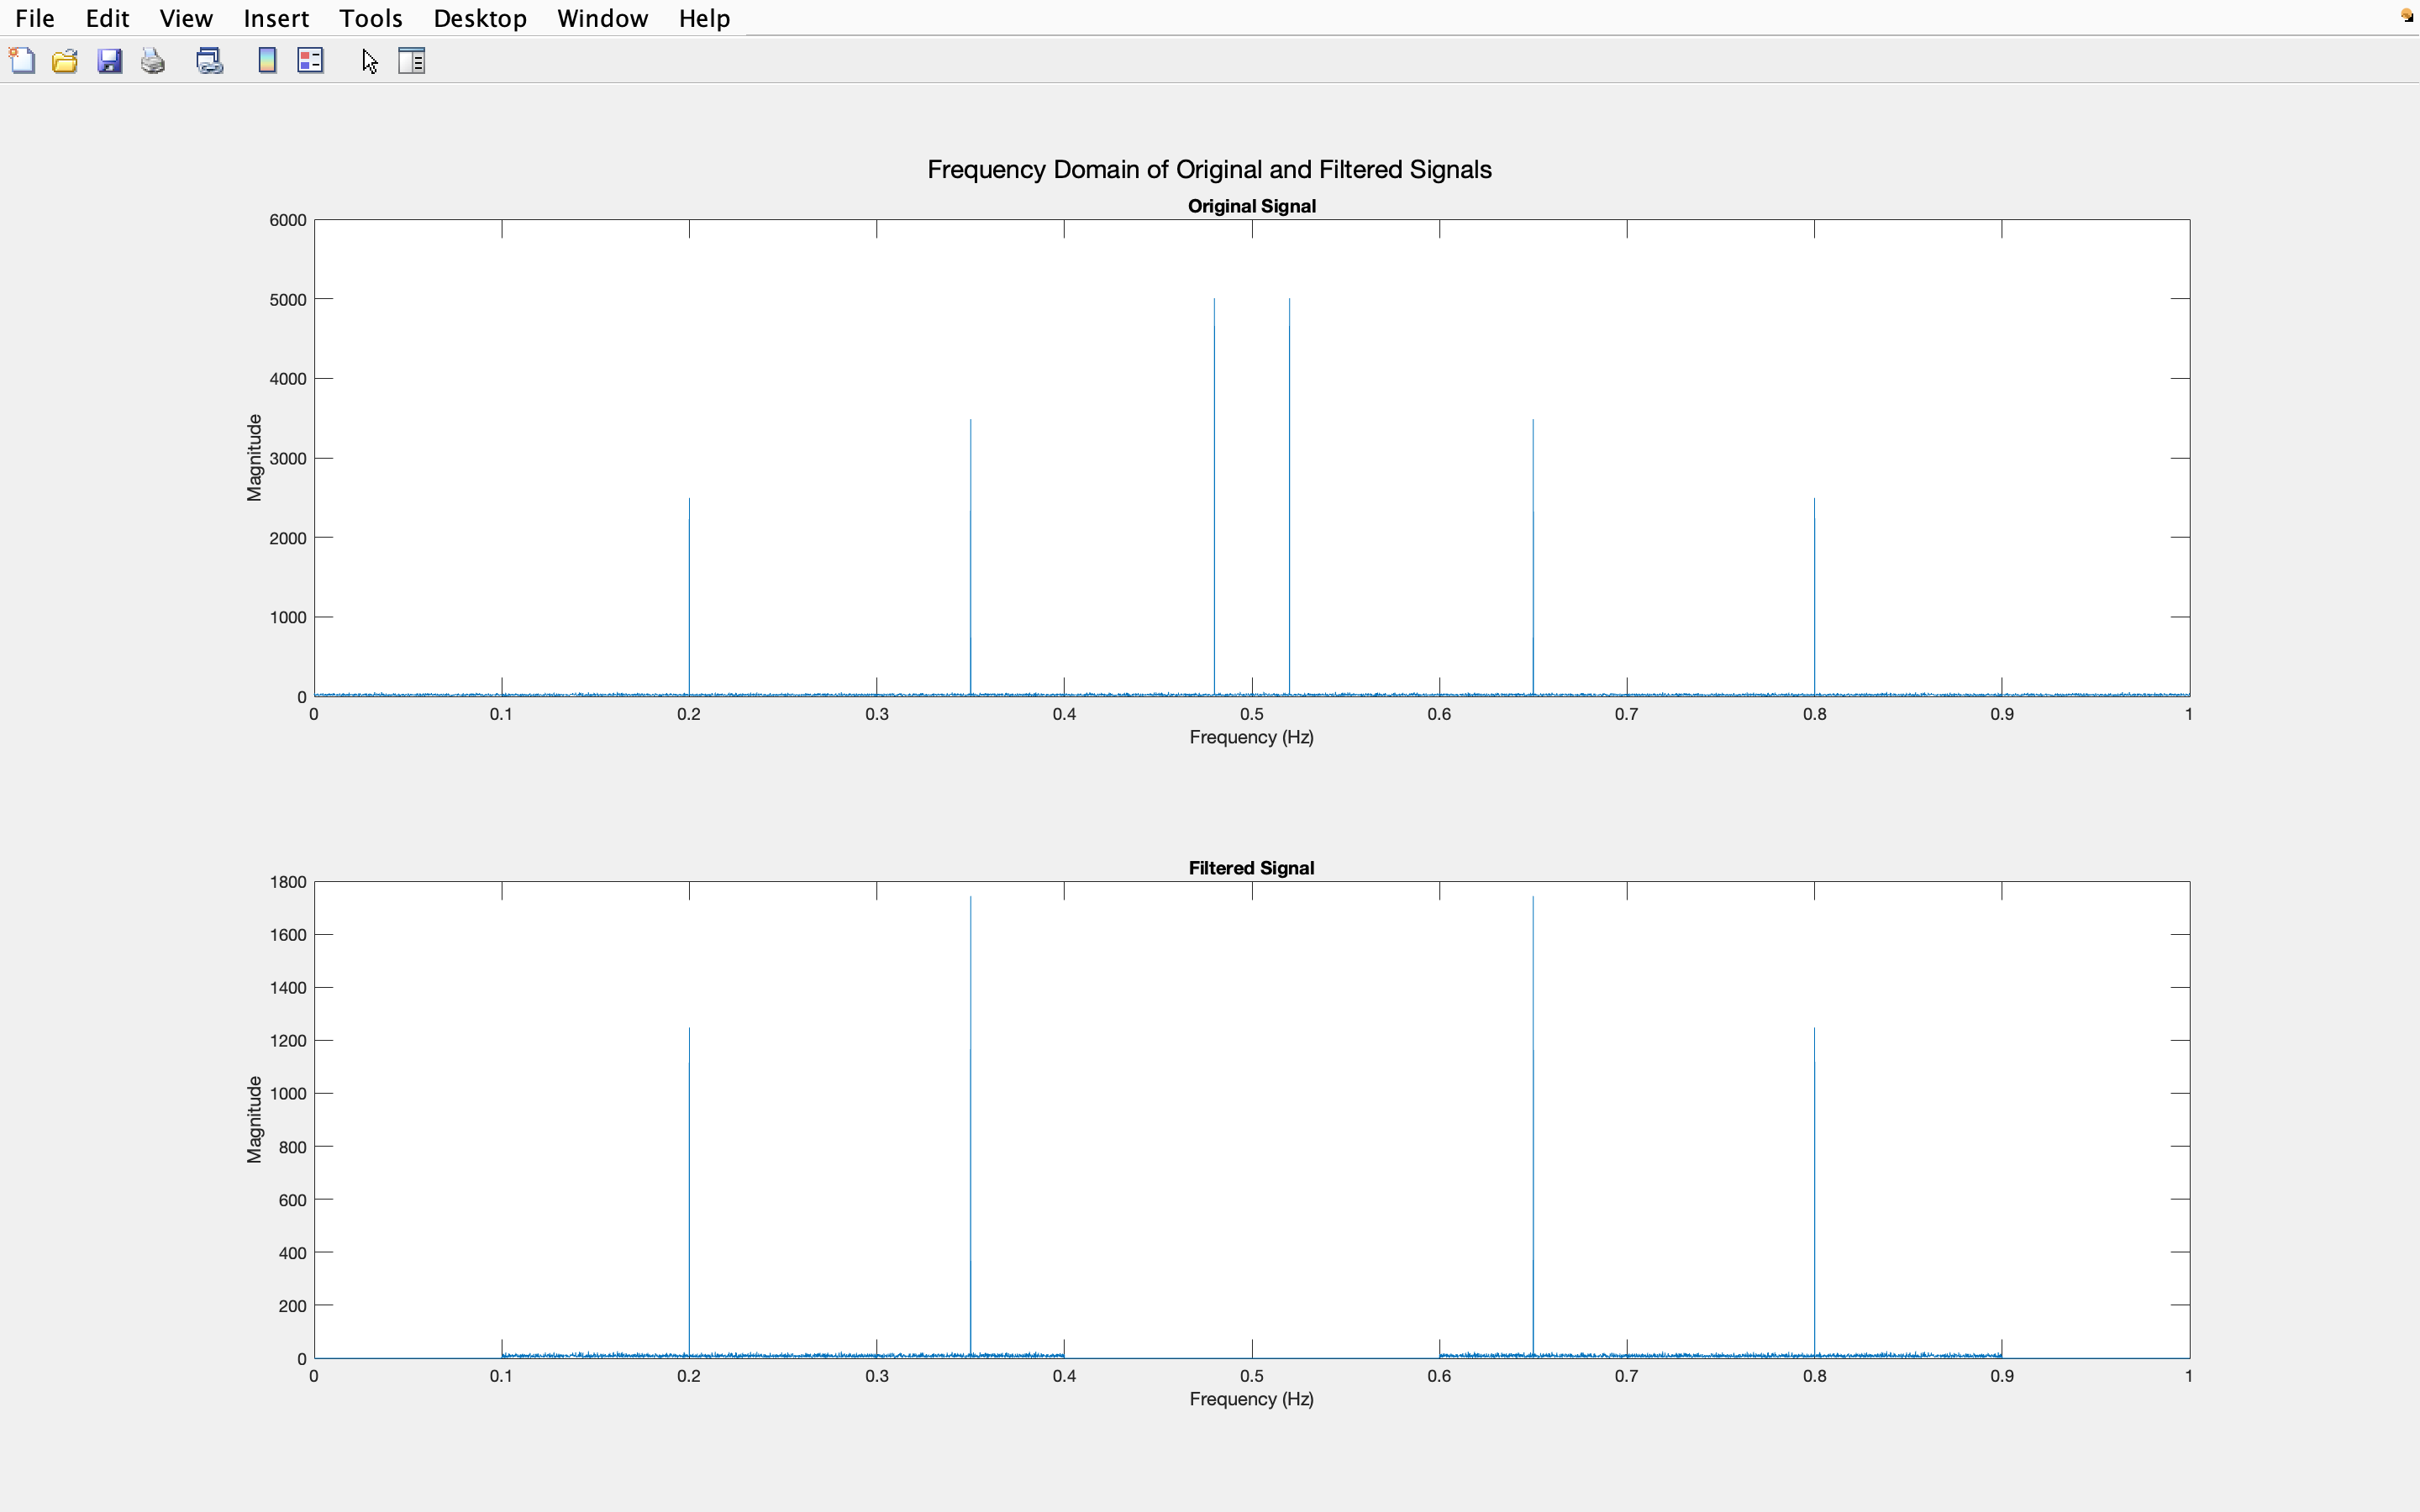 File Edit View Insert Tools Desktop Window Help
Frequency Domain of Original and Filtered Signals
Original Signal
6000
5000
4000
3000
2000
1000
0
Magnitude
0 0.1 0.2 0.3 0.4 0.5 0.6 0.7 0.8 0.9 1
Frequency (Hz)
Filtered Signal
1800
1600
1400
1200
1000
800
600
400
200
0
Magnitude
0 0.1 0.2 0.3 0.4 0.5 0.6 0.7 0.8 0.9 1
Frequency (Hz)